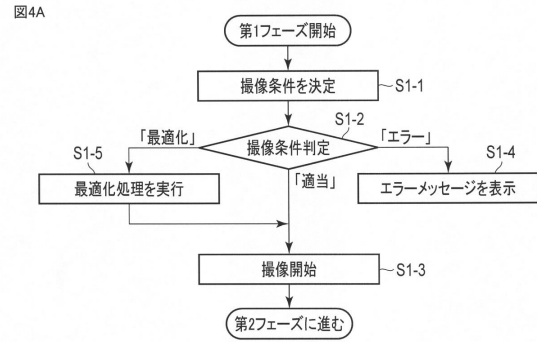 図4A
第1フェーズ開始
撮像条件を決定
S1-1
S1-2
「最適化」
撮像条件判定
「エラー」
S1-5
S1-4
最適化処理を実行
「適当」
エラーメッセージを表示
撮像開始
S1-3
第2フェーズに進む